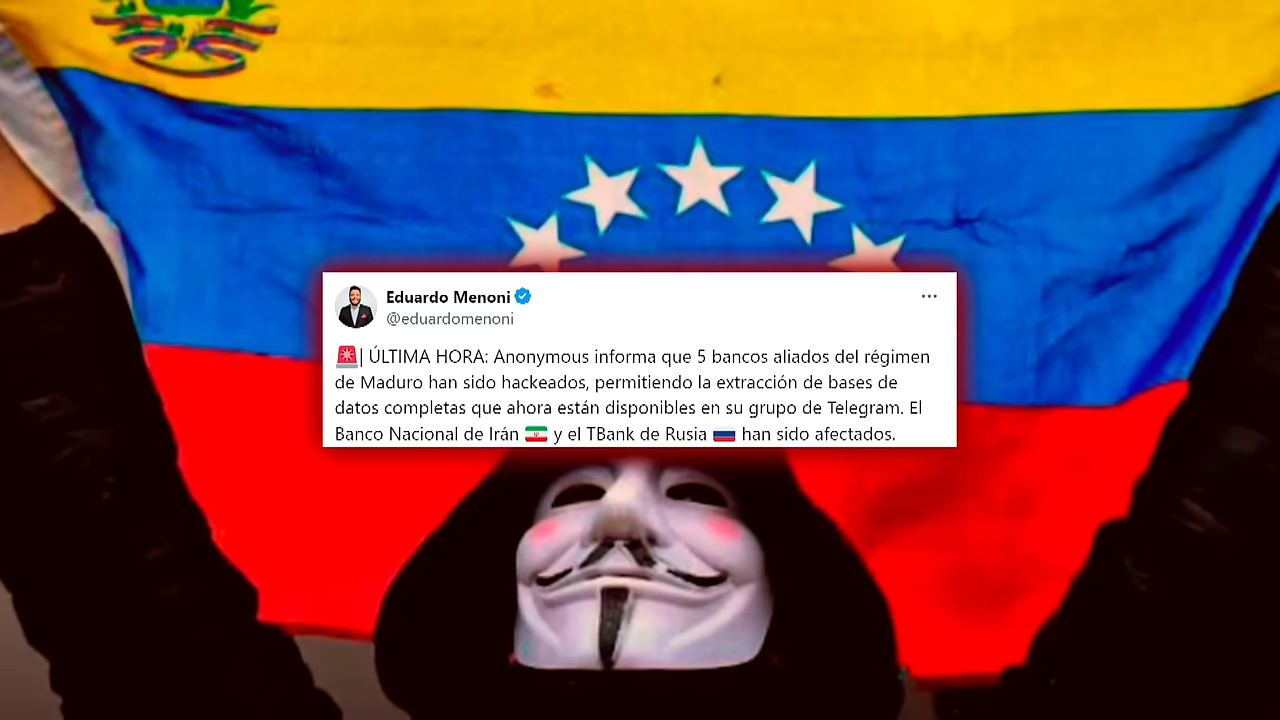 Eduardo Menoni
@eduardomenoni
🚨| ÚLTIMA HORA: Anonymous informa que 5 bancos aliados del régimen
de Maduro han sido hackeados, permitiendo la extracción de bases de
datos completas que ahora están disponibles en su grupo de Telegram. El
Banco Nacional de Irán 🇮🇷 y el TBank de Rusia 🇷🇺 han sido afectados.